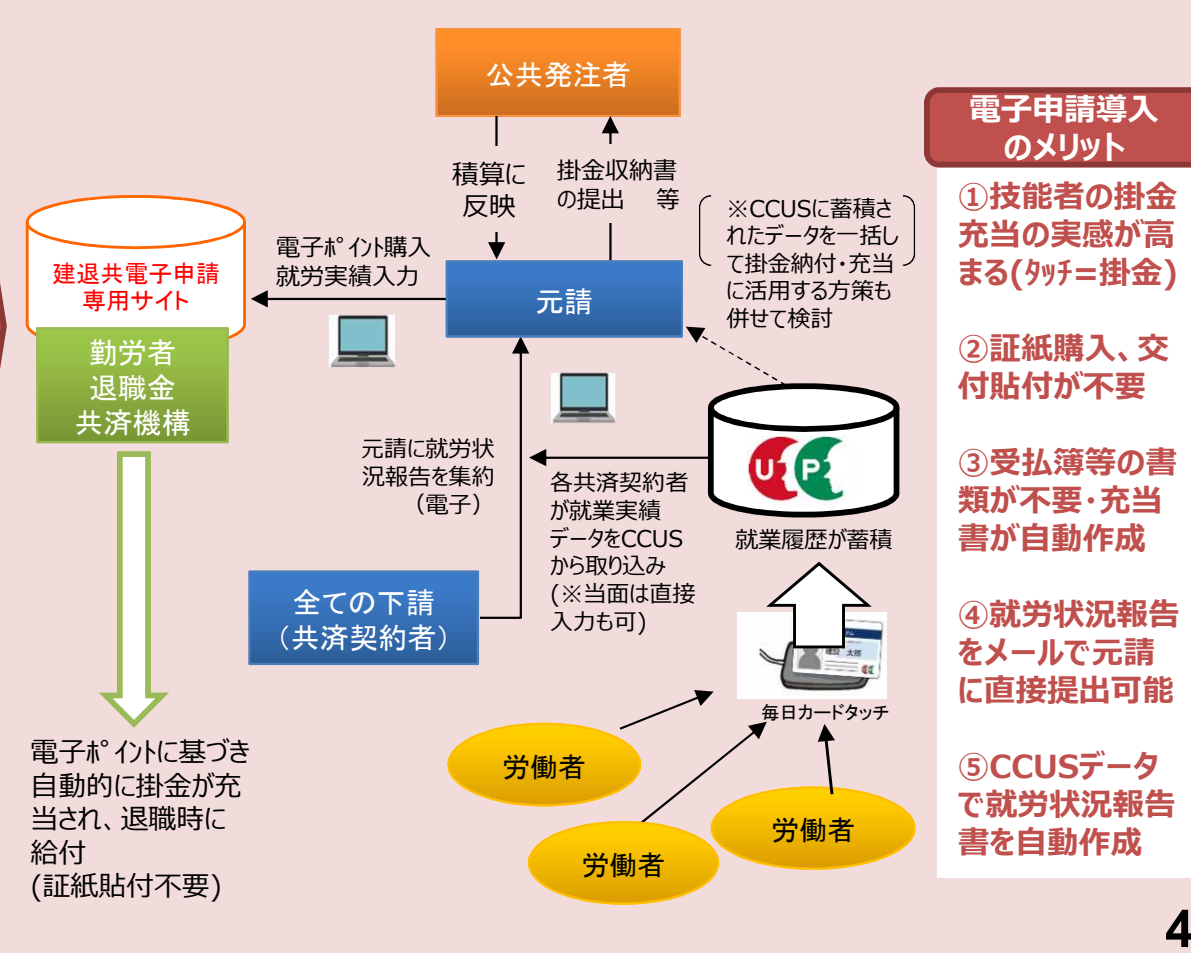 公共発注者
積算に
反映
掛金収納書
の提出　等
※CCUSに蓄積さ
れたデータを一括し
て掛金納付・充当
に活用する方策も
併せて検討
電子ﾎﾟｲﾝﾄ購入
就労実績入力
建退共電子申請
専用サイト
勤労者
退職金
共済機構
元請
元請に就労状
況報告を集約
（電子）
各共済契約者
が就業実績
データをCCUS
から取り込み
(※当面は直接
入力も可)
就業履歴が蓄積
全ての下請
（共済契約者）
建設 太郎
毎日カードタッチ
労働者
労働者
労働者
電子ﾎﾟｲﾝﾄに基づき
自動的に掛金が充
当され、退職時に
給付
(証紙貼付不要)
電子申請導入
のメリット
①技能者の掛金
充当の実感が高
まる(ﾀｯﾁ=掛金)
②証紙購入、交
付貼付が不要
③受払簿等の書
類が不要・充当
書が自動作成
④就労状況報告
をメールで元請
に直接提出可能
⑤CCUSデータ
で就労状況報告
書を自動作成
4